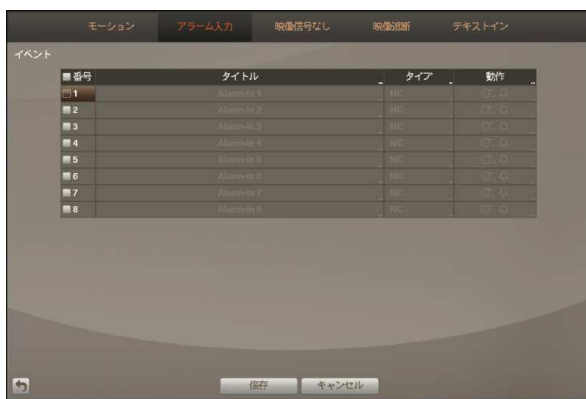 モーション アラーム入力 映像信号なし 映像遮断 テキストイン
イベント
番号 タイトル タイプ 動作
1 Alarm-In 1 NC
2 Alarm-In 2 NC
3 Alarm-In 3 NC
4 Alarm-In 4 NC
5 Alarm-In 5 NC
6 Alarm-In 6 NC
7 Alarm-In 7 NC
8 Alarm-In 8 NC
保存 キャンセル